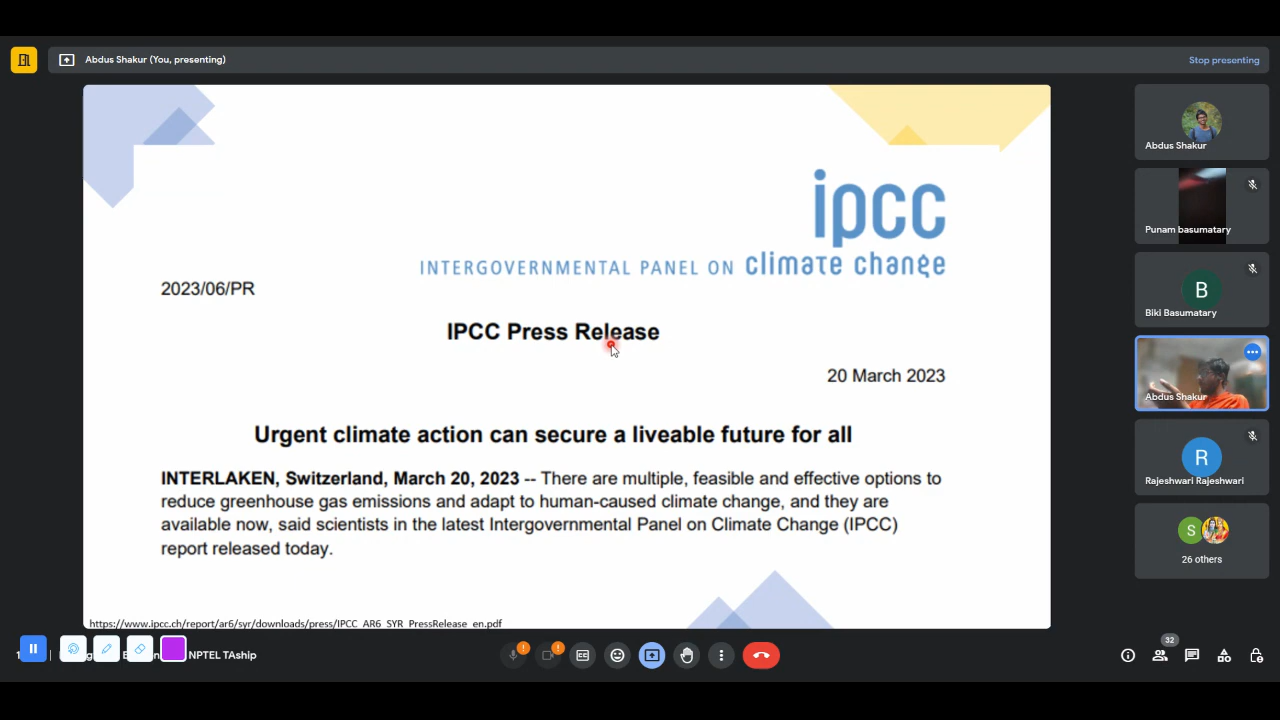 Abdus Shakur (You, presenting)
Stop presenting
ipcc
INTERGOVERNMENTAL PANEL ON climate change
2023/06/PR
IPCC Press Release
20 March 2023
Urgent climate action can secure a liveable future for all
INTERLAKEN, Switzerland, March 20, 2023 -- There are multiple, feasible and effective options to
reduce greenhouse gas emissions and adapt to human-caused climate change, and they are
available now, said scientists in the latest Intergovernmental Panel on Climate Change (IPCC)
report released today.
https://www.ipcc.ch/report/ar6/syr/downloads/press/IPCC_AR6_SYR_PressRelease_en.pdf
Abdus Shakur
Punam basumatary
B
Biki Basumatary
Abdus Shakur
R
Rajeshwari Rajeshwari
S
26 others
NPTEL TAship
32